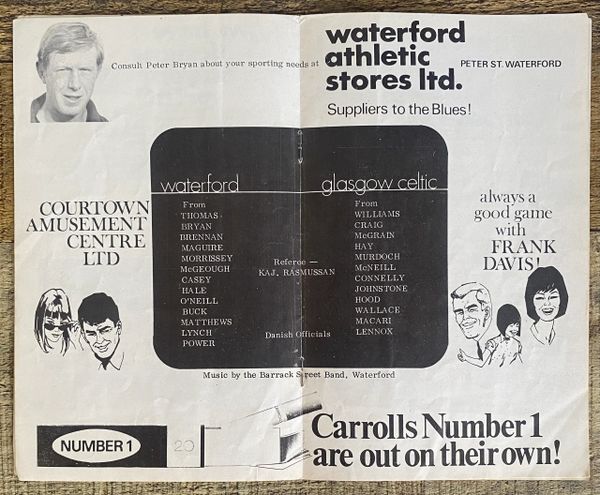 Consult Peter Bryan about your sporting needs at
waterford
athletic
stores ltd.
PETER ST. WATERFORD
Suppliers to the Blues!
COURTOWN
AMUSEMENT
CENTRE
LTD
waterford
From
THOMAS
BRYAN
BRENNAN
MAGUIRE
MORRISSEY
McGEOUGH
CASEY
HALE
O'NEILL
BUCK
MATTHEWS
LYNCH
POWER
Referee —
KAJ. RASMUSSAN
Danish Officials
glasgow celtic
From
WILLIAMS
CRAIG
McGRAIN
HAY
MURDOCH
McNEILL
CONNELLY
JOHNSTONE
HOOD
WALLACE
MACARI
LENNOX
always a
good game
with
FRANK
DAVIS!
Music by the Barrack Street Band, Waterford
NUMBER 1
20
Carrolls Number 1
are out on their own!